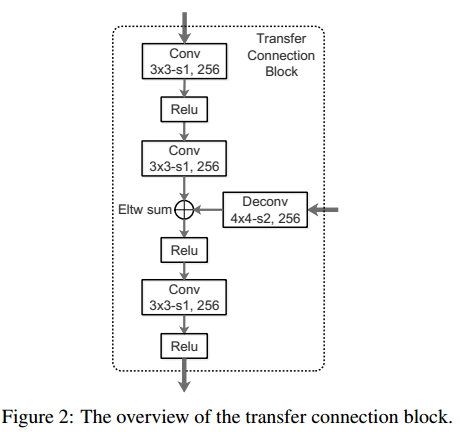 Transfer
Connection
Block
Conv
3x3-s1, 256
Relu
Conv
3x3-s1, 256
Eltw sum
Deconv
4x4-s2, 256
Relu
Conv
3x3-s1, 256
Relu
Figure 2: The overview of the transfer connection block.